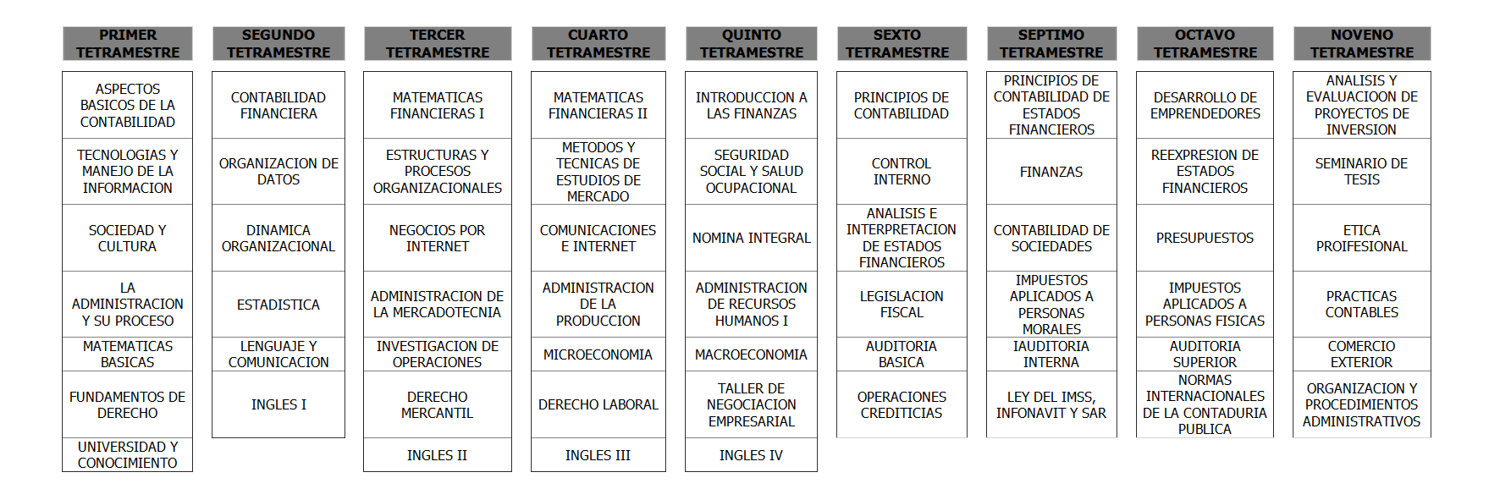 PRIMER
TETRAMESTRE
ASPECTOS
BASICOS DE LA
CONTABILIDAD
TECNOLOGIAS Y
MANEJO DE LA
INFORMACION
SOCIEDAD Y
CULTURA
LA
ADMINISTRACION
Y SU PROCESO
MATEMATICAS
BASICAS
FUNDAMENTOS DE
DERECHO
UNIVERSIDAD Y
CONOCIMIENTO
SEGUNDO
TETRAMESTRE
CONTABILIDAD
FINANCIERA
ORGANIZACION DE
DATOS
DINAMICA
ORGANIZACIONAL
ESTADISTICA
LENGUAJE Y
COMUNICACION
INGLES I
TERCER
TETRAMESTRE
MATEMATICAS
FINANCIERAS I
ESTRUCTURAS Y
PROCESOS
ORGANIZACIONALES
NEGOCIOS POR
INTERNET
ADMINISTRACION DE
LA MERCADOTECNIA
INVESTIGACION DE
OPERACIONES
DERECHO
MERCANTIL
INGLES II
CUARTO
TETRAMESTRE
MATEMATICAS
FINANCIERAS II
METODOS Y
TECNICAS DE
ESTUDIOS DE
MERCADO
COMUNICACIONES
E INTERNET
ADMINISTRACION
DE LA
PRODUCCION
MICROECONOMIA
DERECHO LABORAL
INGLES III
QUINTO
TETRAMESTRE
INTRODUCCION A
LAS FINANZAS
SEGURIDAD
SOCIAL Y SALUD
OCUPACIONAL
NOMINA INTEGRAL
ADMINISTRACION
DE RECURSOS
HUMANOS I
MACROECONOMIA
TALLER DE
NEGOCIACION
EMPRESARIAL
INGLES IV
SEXTO
TETRAMESTRE
PRINCIPIOS DE
CONTABILIDAD
CONTROL
INTERNO
ANALISIS E
INTERPRETACION
DE ESTADOS
FINANCIEROS
LEGISLACION
FISCAL
AUDITORIA
BASICA
OPERACIONES
CREDITICIAS
SEPTIMO
TETRAMESTRE
PRINCIPIOS DE
CONTABILIDAD DE
ESTADOS
FINANCIEROS
FINANZAS
CONTABILIDAD DE
SOCIEDADES
IMPUESTOS
APLICADOS A
PERSONAS
MORALES
IAUDITORIA
INTERNA
LEY DEL IMSS,
INFONAVIT Y SAR
OCTAVO
TETRAMESTRE
DESARROLLO DE
EMPRENDEDORES
REEXPRESION DE
ESTADOS
FINANCIEROS
PRESUPUESTOS
IMPUESTOS
APLICADOS A
PERSONAS FISICAS
AUDITORIA
SUPERIOR
NORMAS
INTERNACIONALES
DE LA CONTADURIA
PUBLICA
NOVENO
TETRAMESTRE
ANALISIS Y
EVALUACIOON DE
PROYECTOS DE
INVERSION
SEMINARIO DE
TESIS
ETICA
PROIFESIONAL
PRACTICAS
CONTABLES
COMERCIO
EXTERIOR
ORGANIZACION Y
PROCEDIMIENTOS
ADMINISTRATIVOS